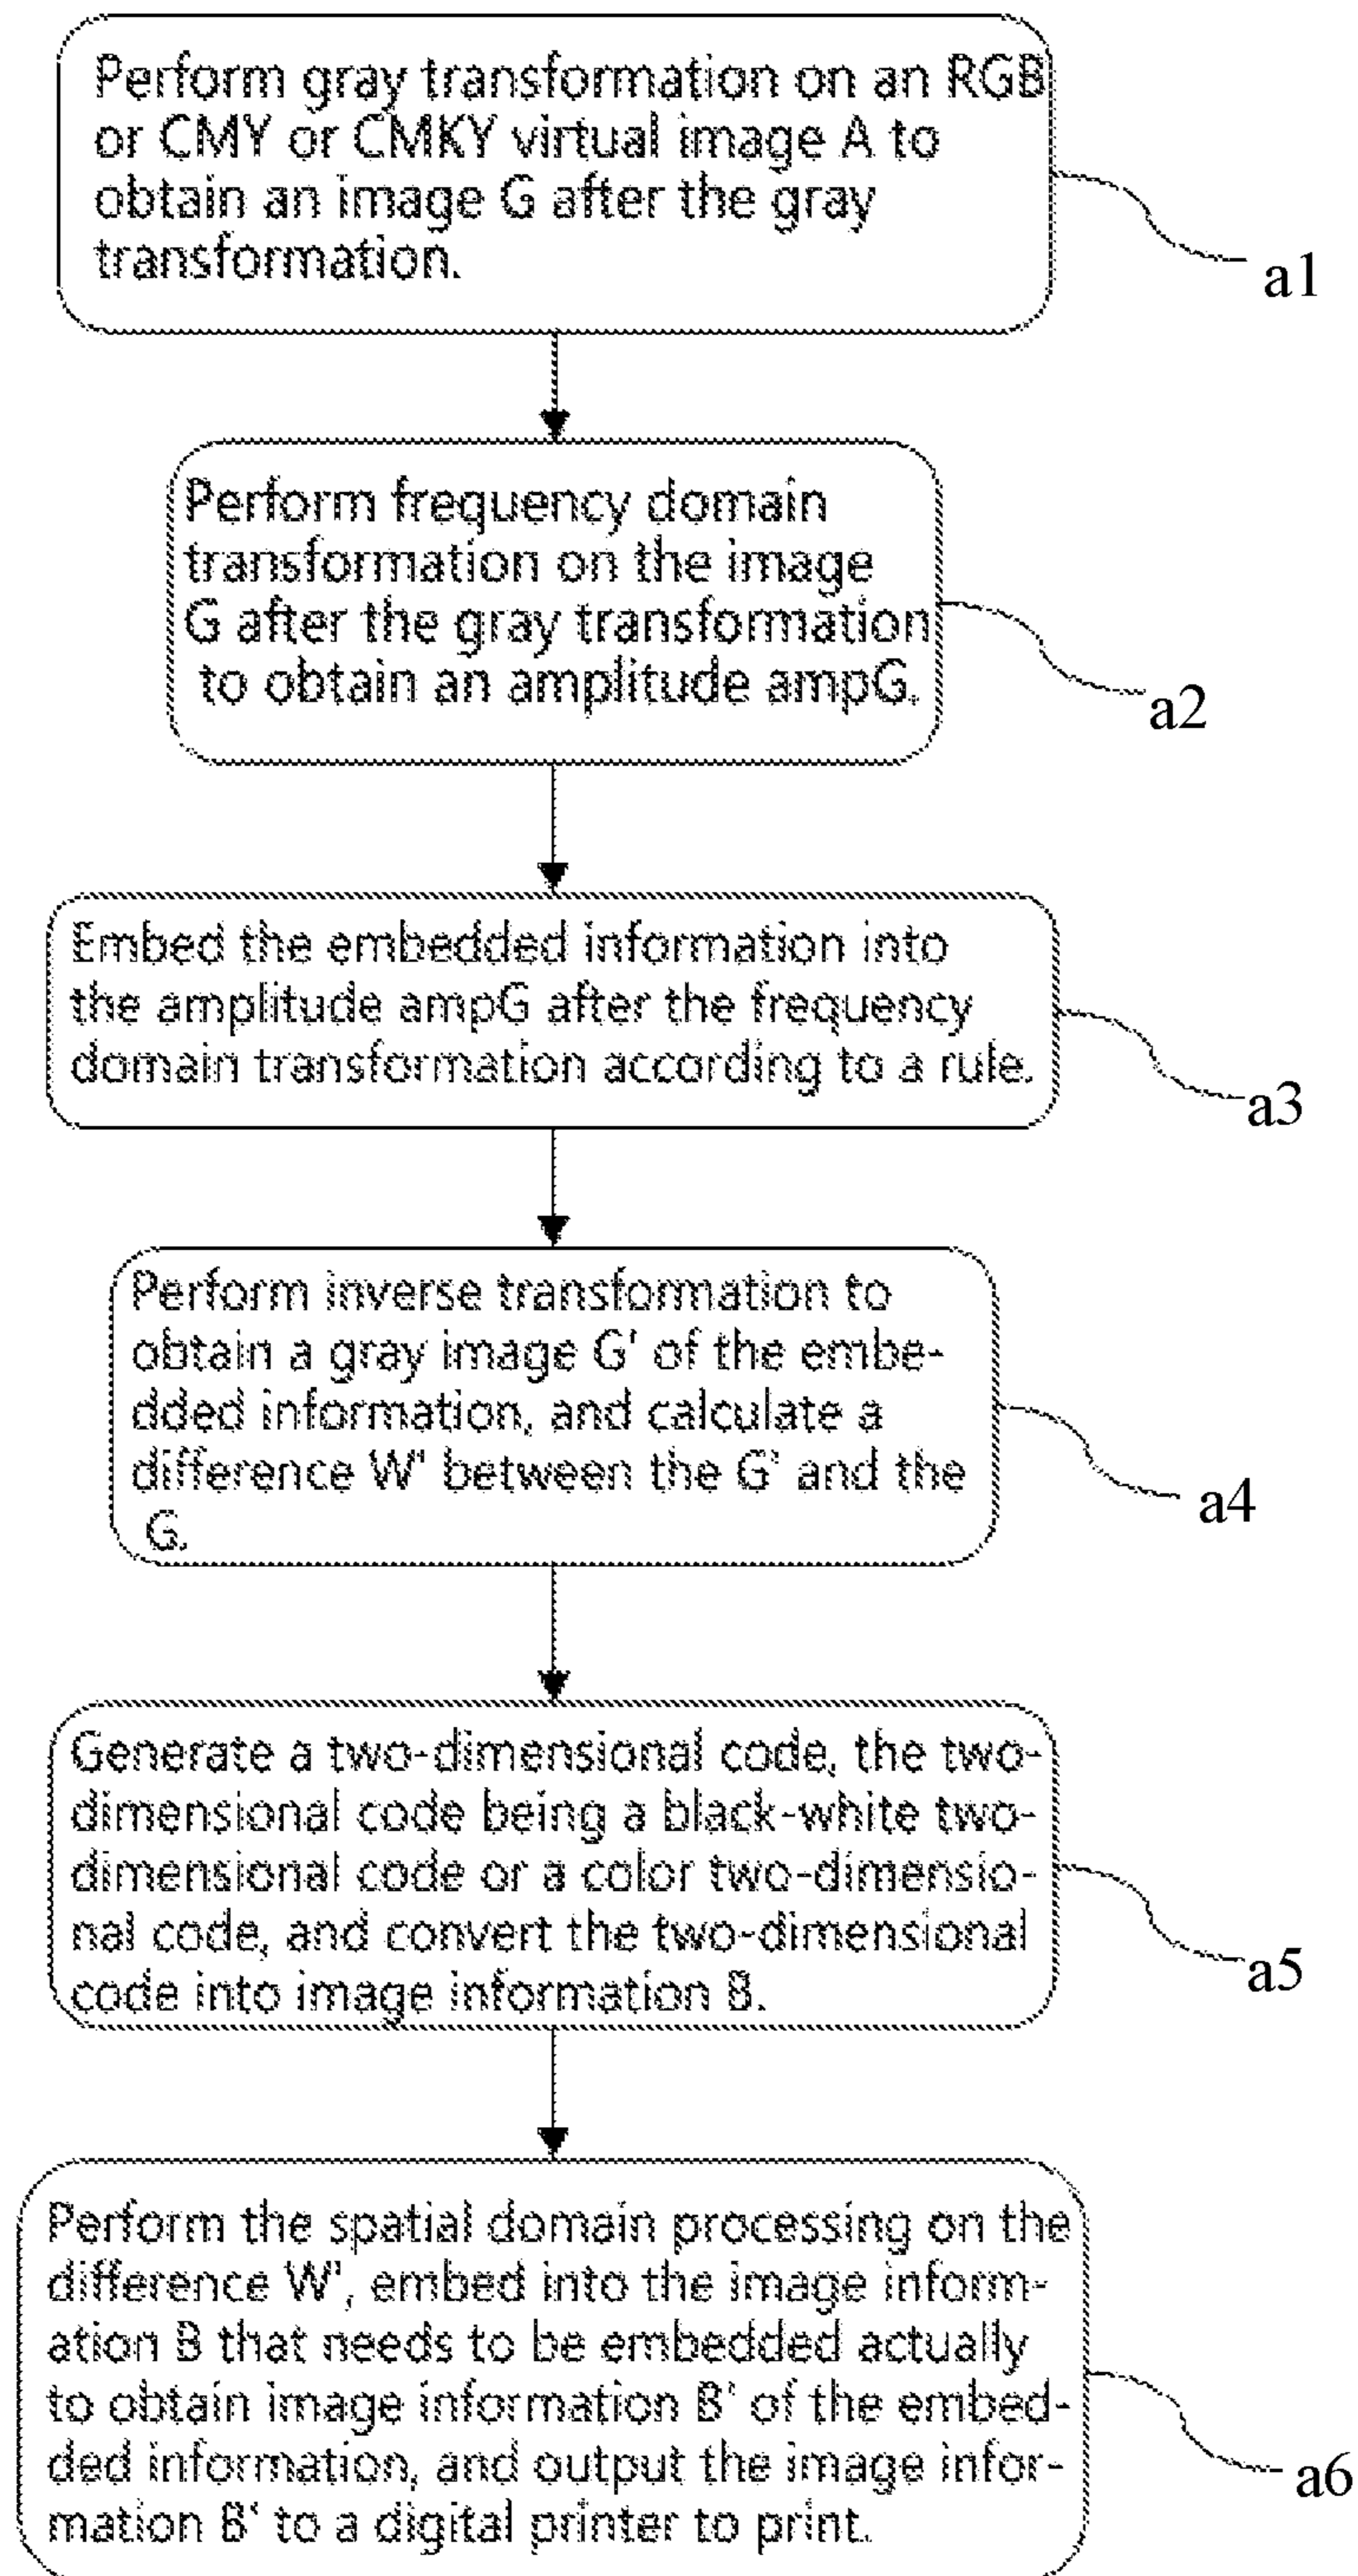 Perform gray transformation on an RGB
or CMY or CMKY virtual image A to
obtain an image G after the gray
transformation.
a1
Perform frequency domain
transformation on the image
G after the gray transformation
to obtain an amplitude ampG.
a2
Embed the embedded information into
the amplitude ampG after the frequency
domain transformation according to a rule.
a3
Perform inverse transformation to
obtain a gray image G' of the embe-
dded information, and calculate a
difference W' between the G' and the
G.
a4
Generate a two-dimensional code, the two-
dimensional code being a black-white two-
dimensional code or a color two-dimensio-
nal code, and convert the two-dimensional
code into image information B.
a5
Perform the spatial domain processing on the
difference W', embed into the image inform-
ation B that needs to be embedded actually
to obtain image information B' of the embed-
ded information, and output the image infor-
mation B' to a digital printer to print.
a6